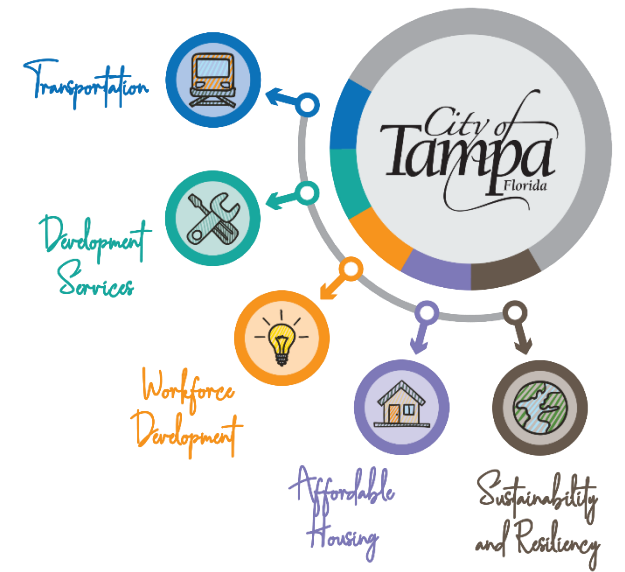 City of
Tampa
Florida
Transportation
Development
Services
Workforce
Development
Affordable
Housing
Sustainability
and Resiliency